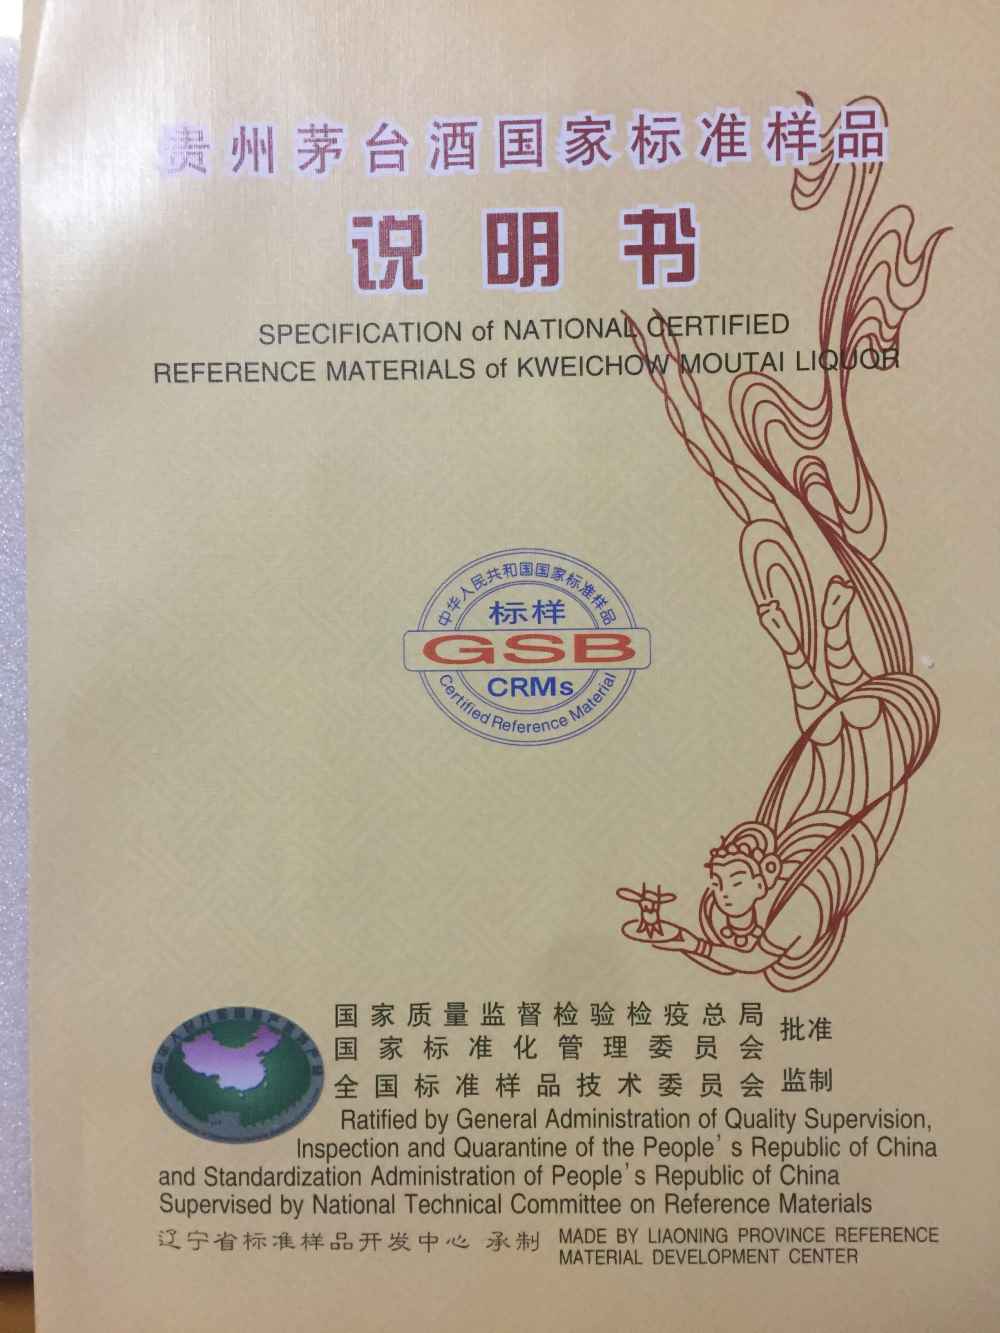 贵州茅台酒国家标准样品
说明书
SPECIFICATION of NATIONAL CERTIFIED
REFERENCE MATERIALS of KWEICHOW MOUTAI LIQUOR
中华人民共和国国家标准样品
标样
GSB
CRMs
Certified Reference Material
国家质量监督检验检疫总局
国家标准化管理委员会
批准
全国标准样品技术委员会 监制
Ratified by General Administration of Quality Supervision,
Inspection and Quarantine of the People's Republic of China
and Standardization Administration of People's Republic of China
Supervised by National Technical Committee on Reference Materials
辽宁省标准样品开发中心 承制
MADE BY LIAONING PROVINCE REFERENCE
MATERIAL DEVELOPMENT CENTER